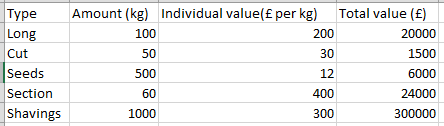 Type Amount (kg) Individual value(£ per kg) Total value (£)
Long 100 200 20000
Cut 50 30 1500
Seeds 500 12 6000
Section 60 400 24000
Shavings 1000 300 300000